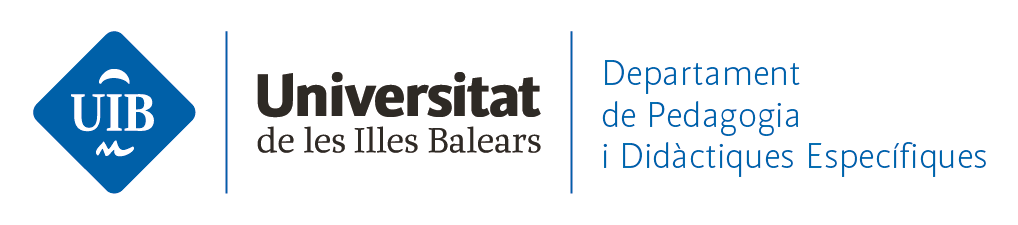 UIB
Universitat
de les Illes Balears
Departament
de Pedagogia
i Didàctiques Específiques